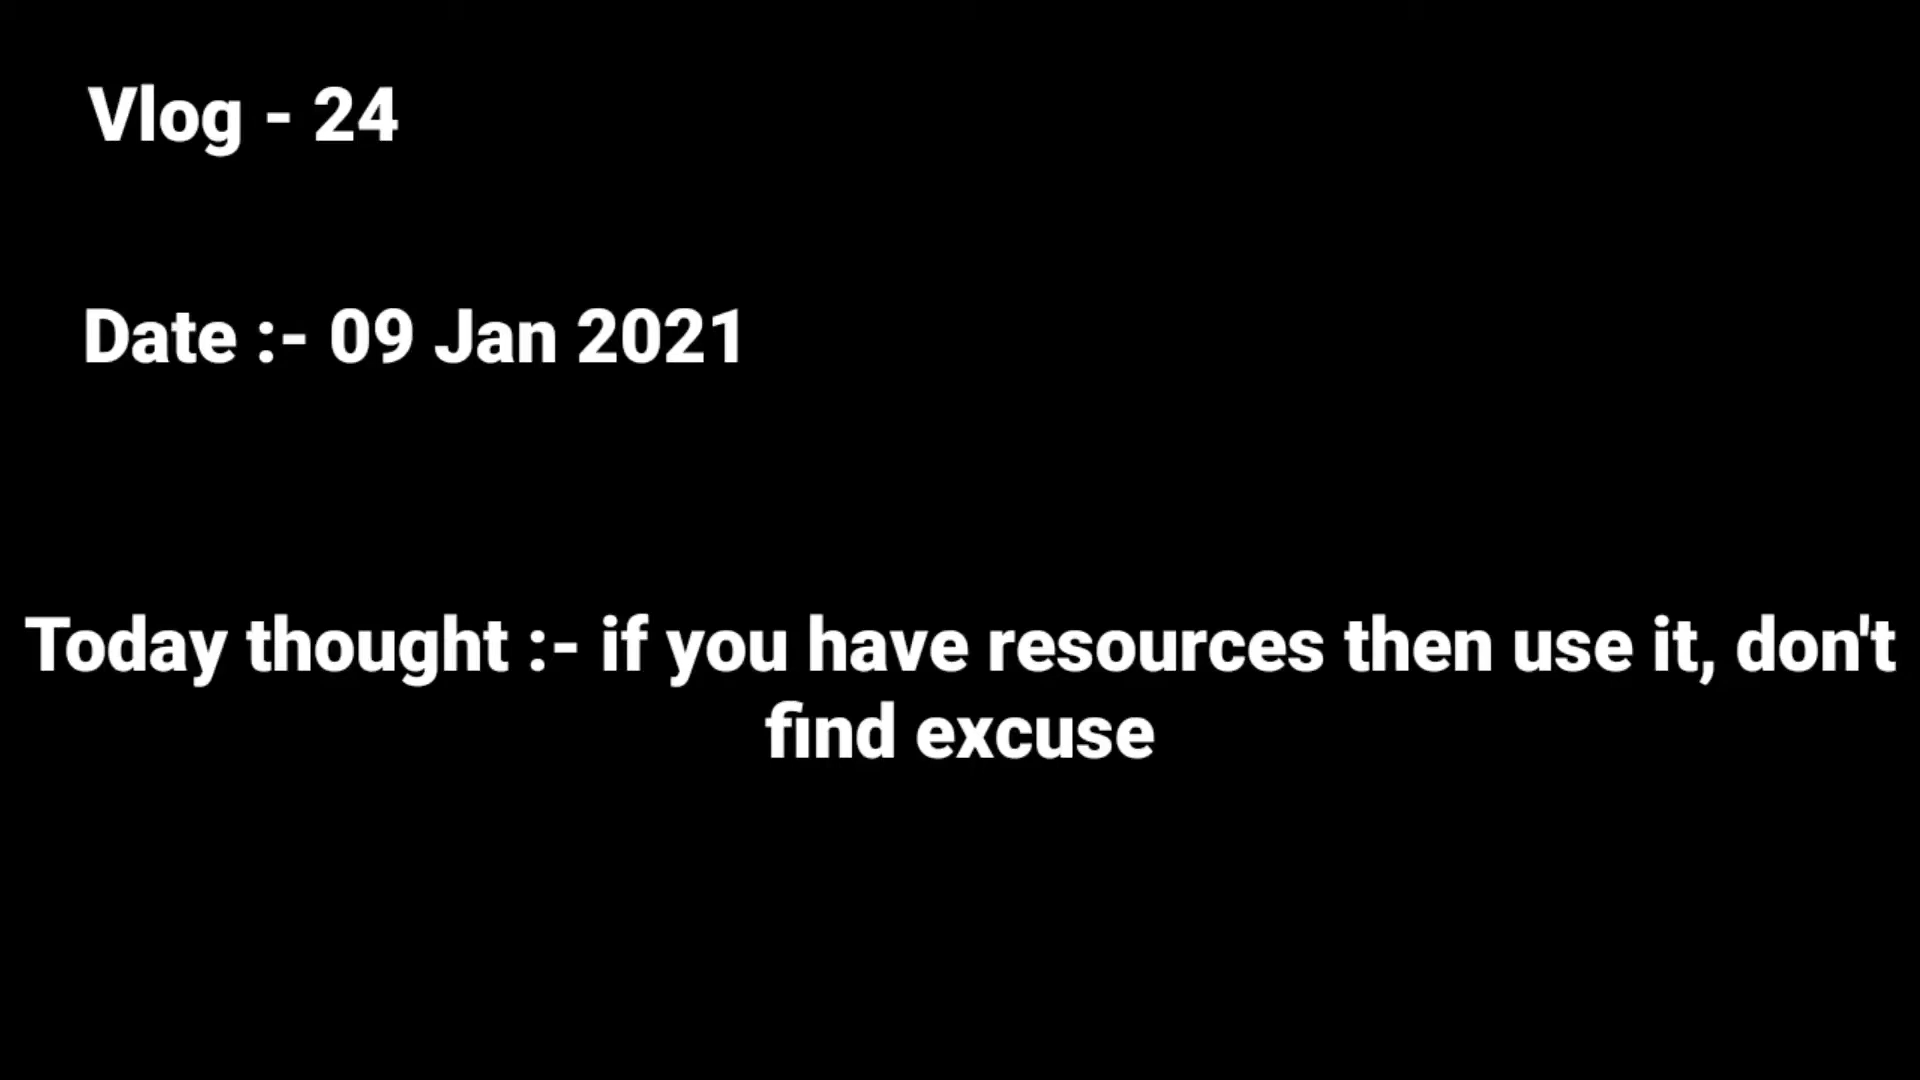 Vlog - 24
Date :- 09 Jan 2021
Today thought :- if you have resources then use it, don't
find excuse